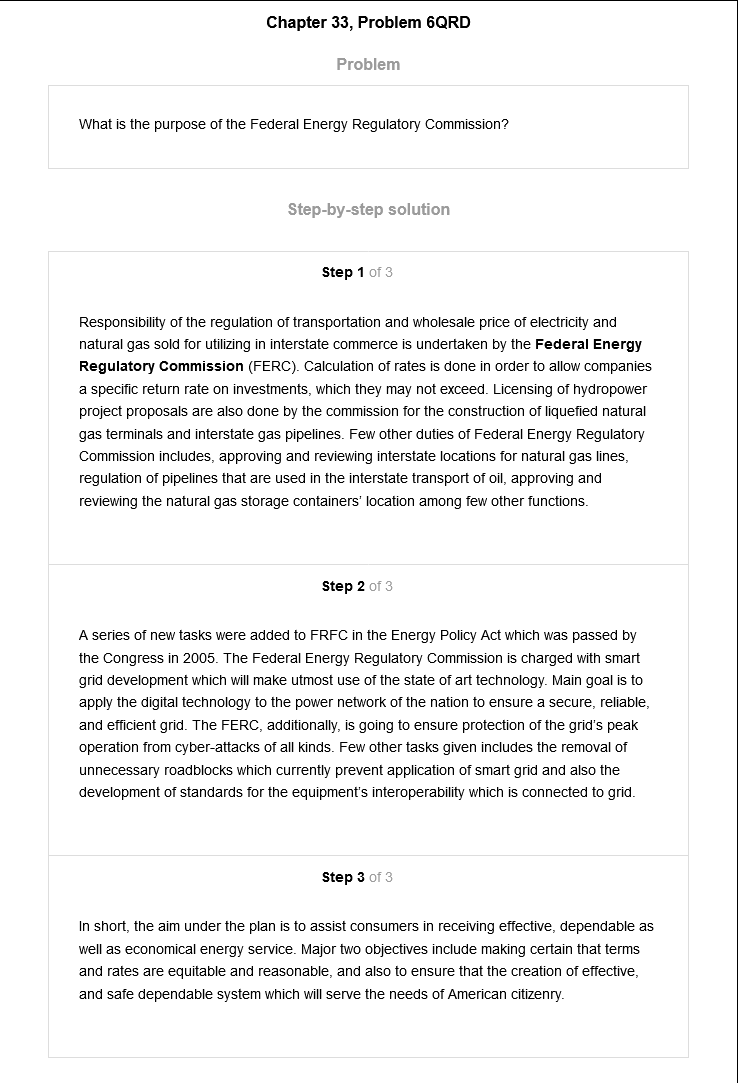 Chapter 33, Problem 6QRD
Problem
What is the purpose of the Federal Energy Regulatory Commission?
Step-by-step solution
Step 1 of 3
Responsibility of the regulation of transportation and wholesale price of electricity and
natural gas sold for utilizing in interstate commerce is undertaken by the Federal Energy
Regulatory Commission (FERC). Calculation of rates is done in order to allow companies
a specific return rate on investments, which they may not exceed. Licensing of hydropower
project proposals are also done by the commission for the construction of liquefied natural
gas terminals and interstate gas pipelines. Few other duties of Federal Energy Regulatory
Commission includes, approving and reviewing interstate locations for natural gas lines,
regulation of pipelines that are used in the interstate transport of oil, approving and
reviewing the natural gas storage containers' location among few other functions.
Step 2 of 3
A series of new tasks were added to FRFC in the Energy Policy Act which was passed by
the Congress in 2005. The Federal Energy Regulatory Commission is charged with smart
grid development which will make utmost use of the state of art technology. Main goal is to
apply the digital technology to the power network of the nation to ensure a secure, reliable,
and efficient grid. The FERC, additionally, is going to ensure protection of the grid's peak
operation from cyber-attacks of all kinds. Few other tasks given includes the removal of
unnecessary roadblocks which currently prevent application of smart grid and also the
development of standards for the equipment's interoperability which is connected to grid.
Step 3 of 3
In short, the aim under the plan is to assist consumers in receiving effective, dependable as
well as economical energy service. Major two objectives include making certain that terms
and rates are equitable and reasonable, and also to ensure that the creation of effective,
and safe dependable system which will serve the needs of American citizenry.